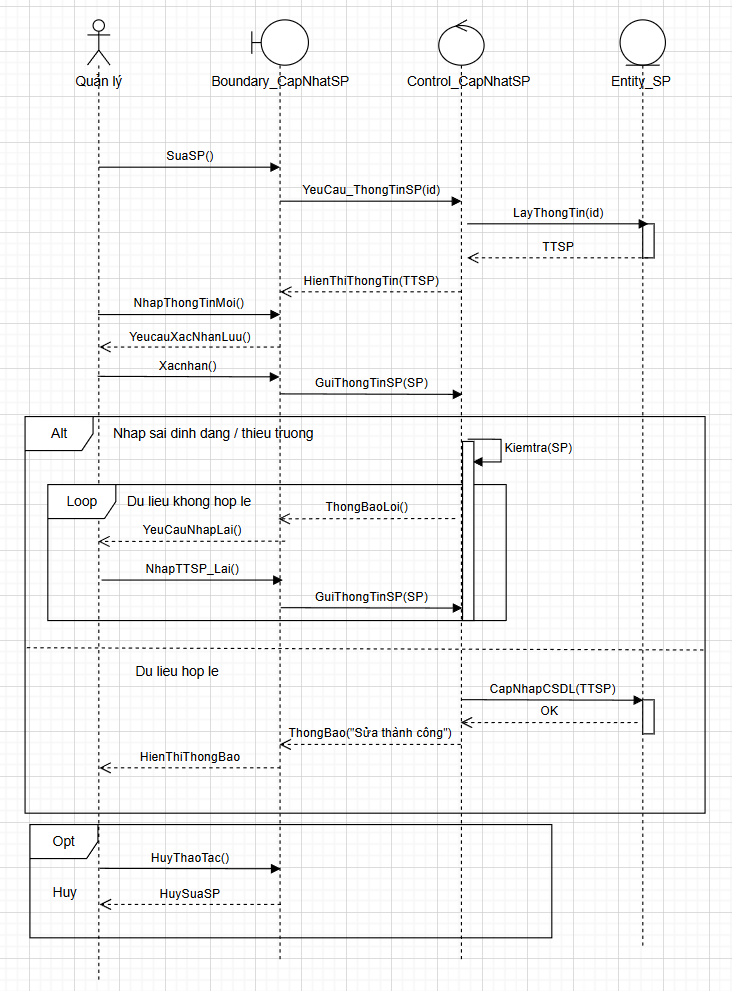 Quản lý
Boundary_CapNhatSP
Control_CapNhatSP
Entity_SP
SuaSP()
YeuCau_ThongTinSP(id)
LayThongTin(id)
TTSP
HienThiThongTin(TTSP)
NhapThongTinMoi()
YeucauXacNhanLuu()
Xacnhan()
GuiThongTinSP(SP)
Alt
Nhap sai dinh dang / thieu truong
Kiemtra(SP)
Loop
Du lieu khong hop le
ThongBaoLoi()
YeuCauNhapLai()
NhapTTSP_Lai()
GuiThongTinSP(SP)
Du lieu hop le
CapNhapCSDL(TTSP)
OK
ThongBao("Sửa thành công")
HienThiThongBao
Opt
HuyThaoTac()
Huy
HuySuaSP